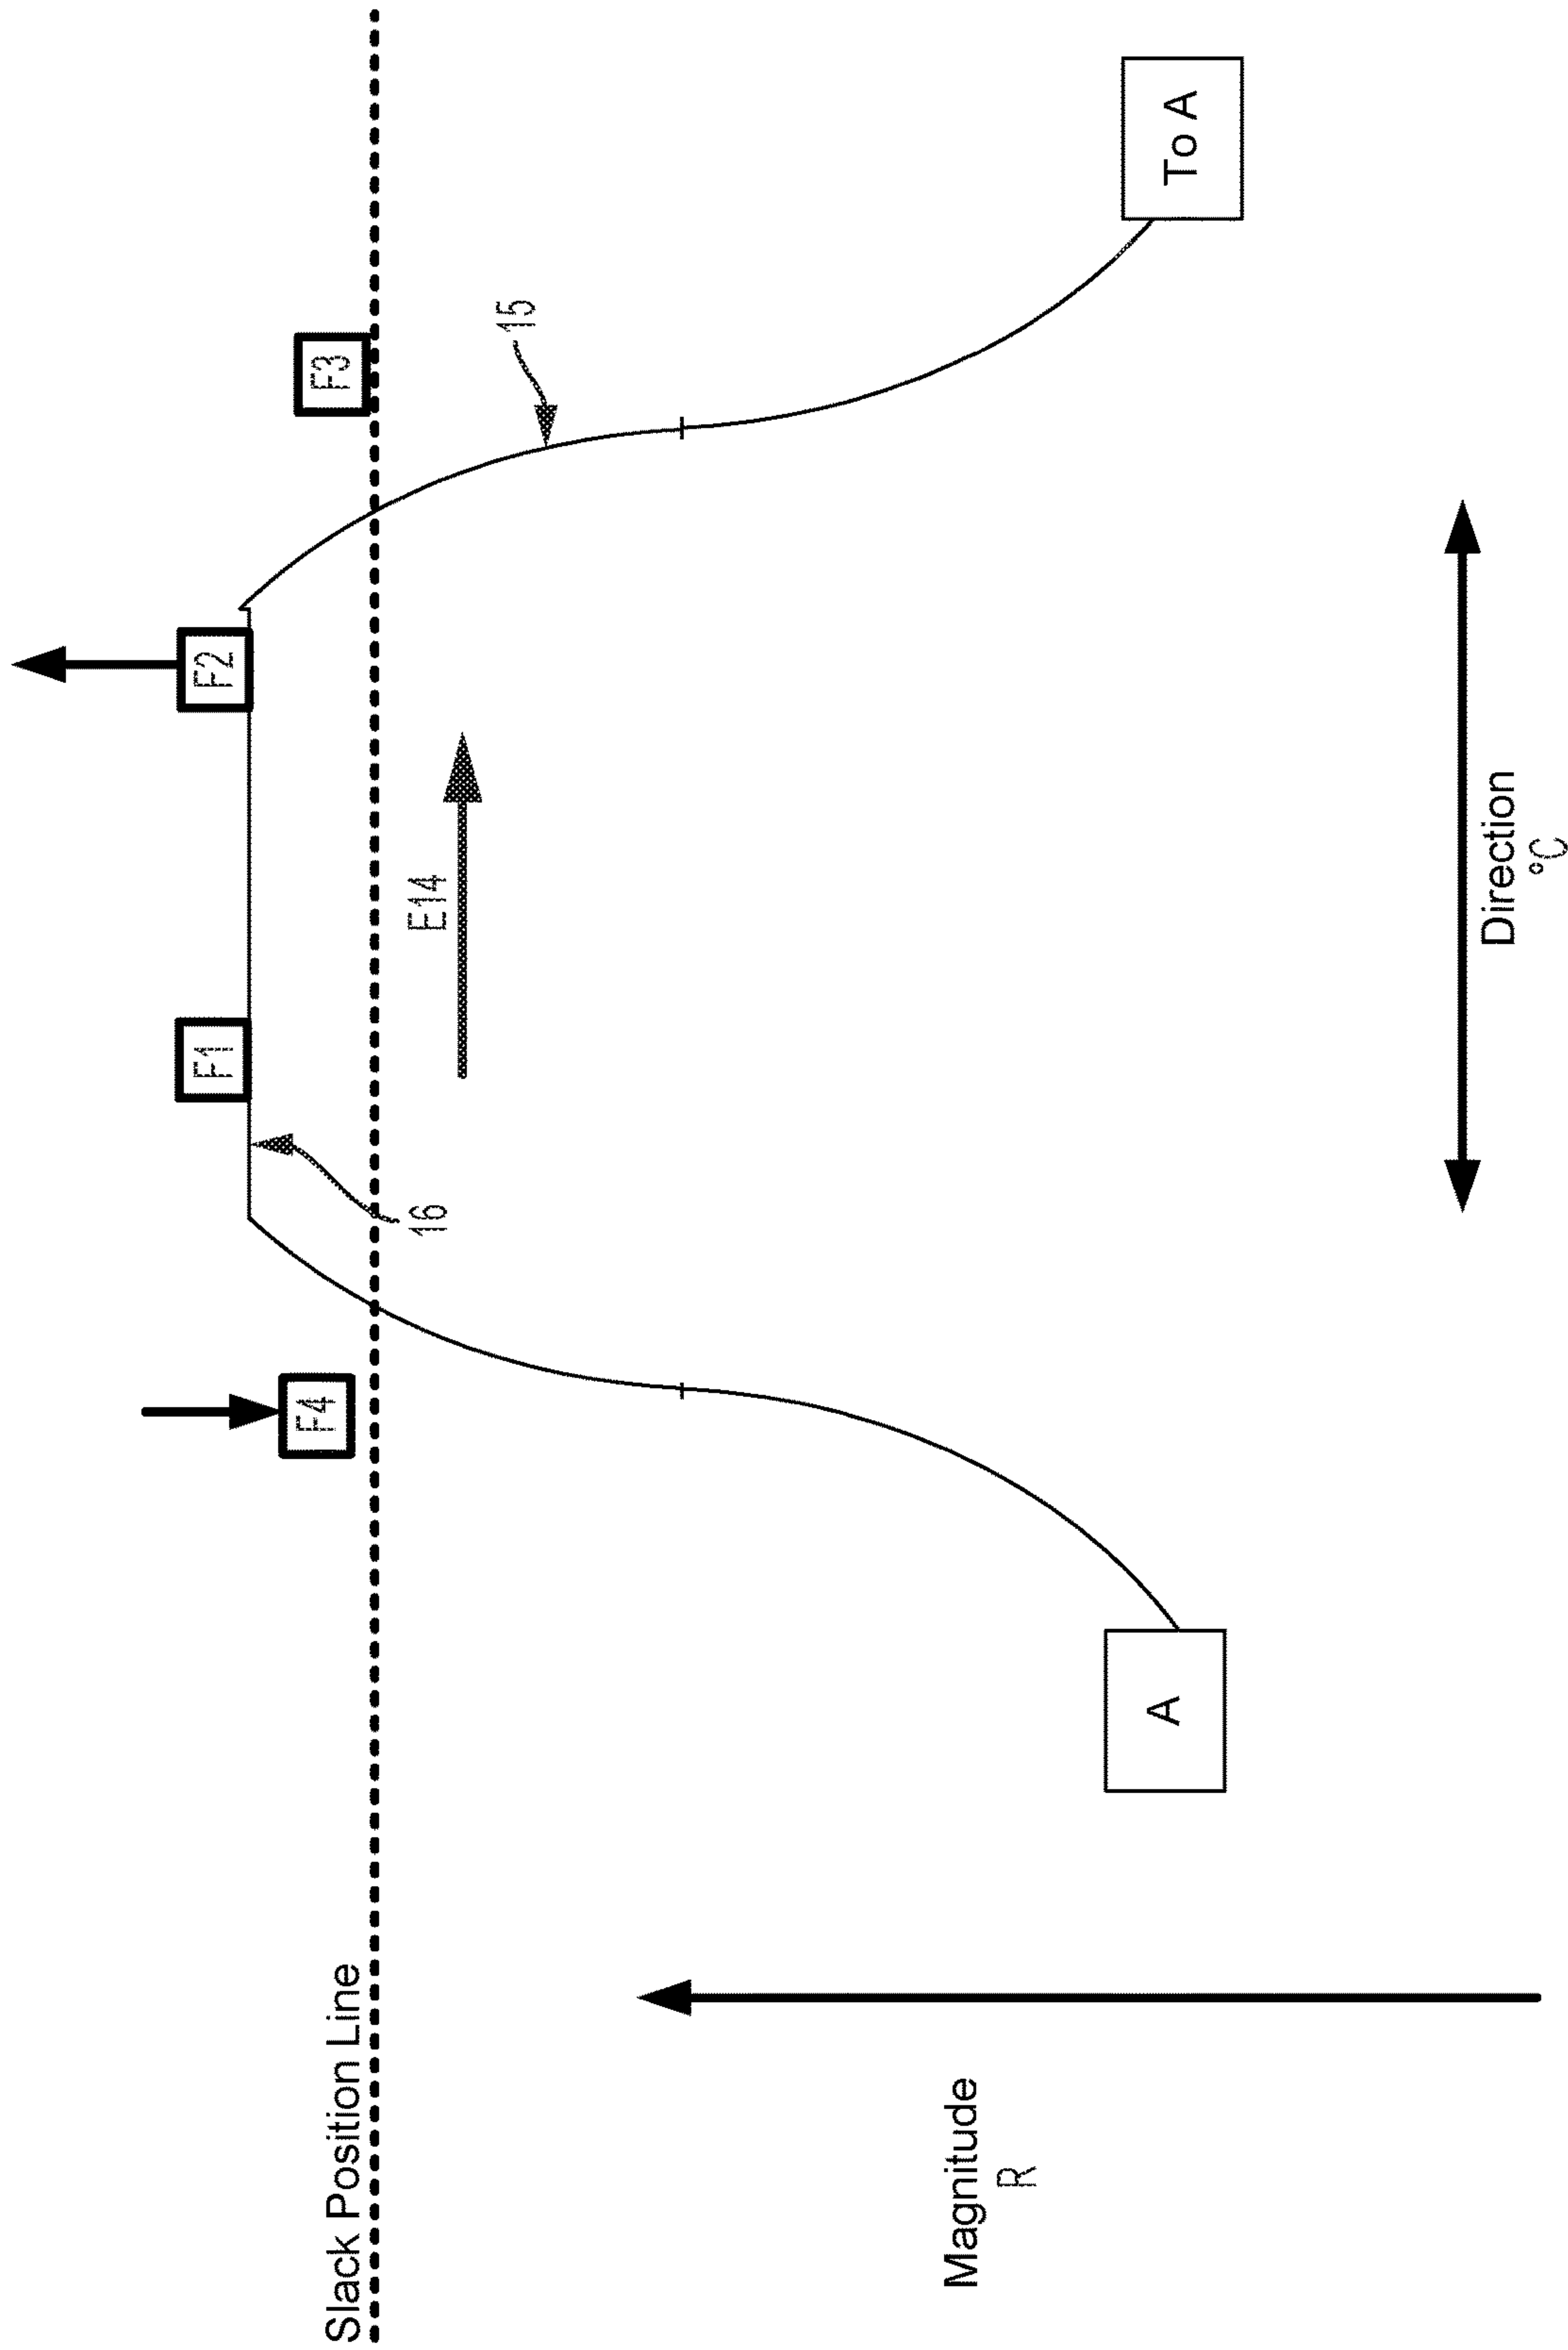 F4
F1
F2
F3
Slack Position Line
16
E14
15
A
To A
Magnitude
R
Direction
°C